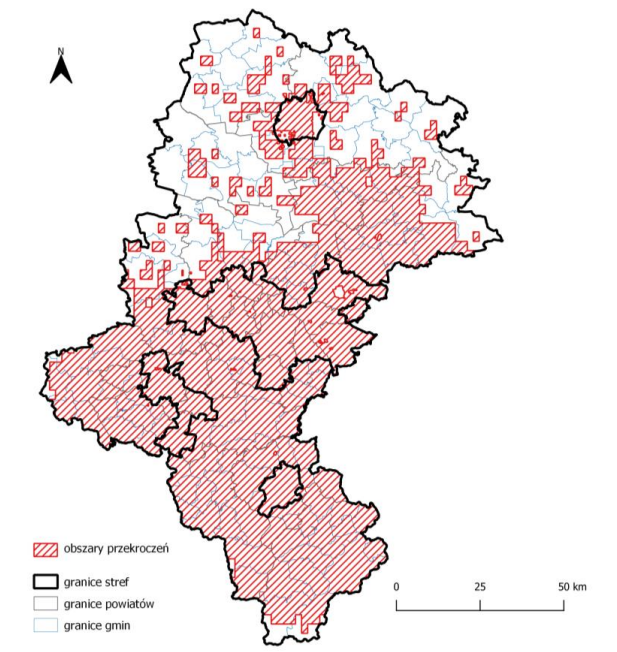 N
obszary przekroczeń
granice stref
granice powiatów
granice gmin
0 25 50 km